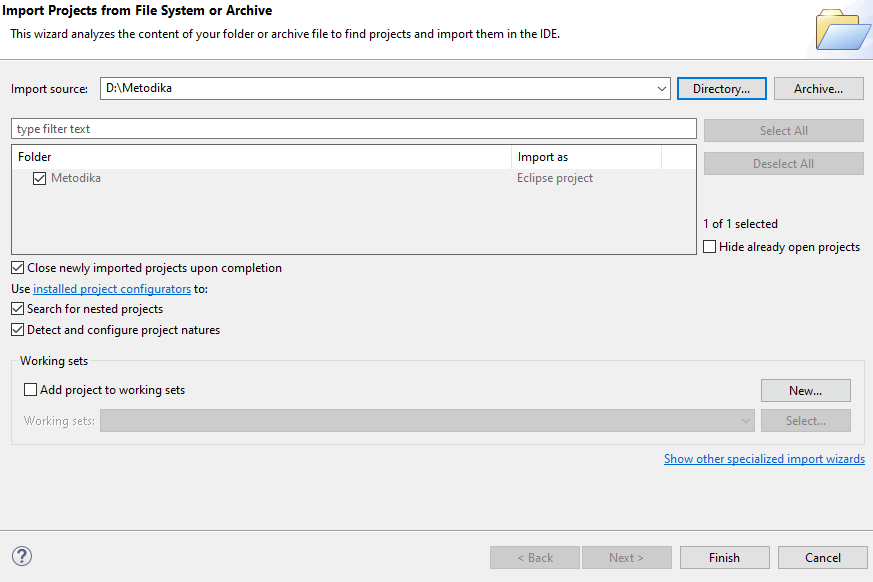 Import Projects from File System or Archive
This wizard analyzes the content of your folder or archive file to find projects and import them in the IDE.
Import source: D:\Metodika Directory... Archive...
type filter text Select All
Folder Import as Deselect All
Metodika Eclipse project
1 of 1 selected
Hide already open projects
Close newly imported projects upon completion
Use installed project configurators to:
Search for nested projects
Detect and configure project natures
Working sets
Add project to working sets New...
Working sets: Select...
Show other specialized import wizards
? < Back Next > Finish Cancel